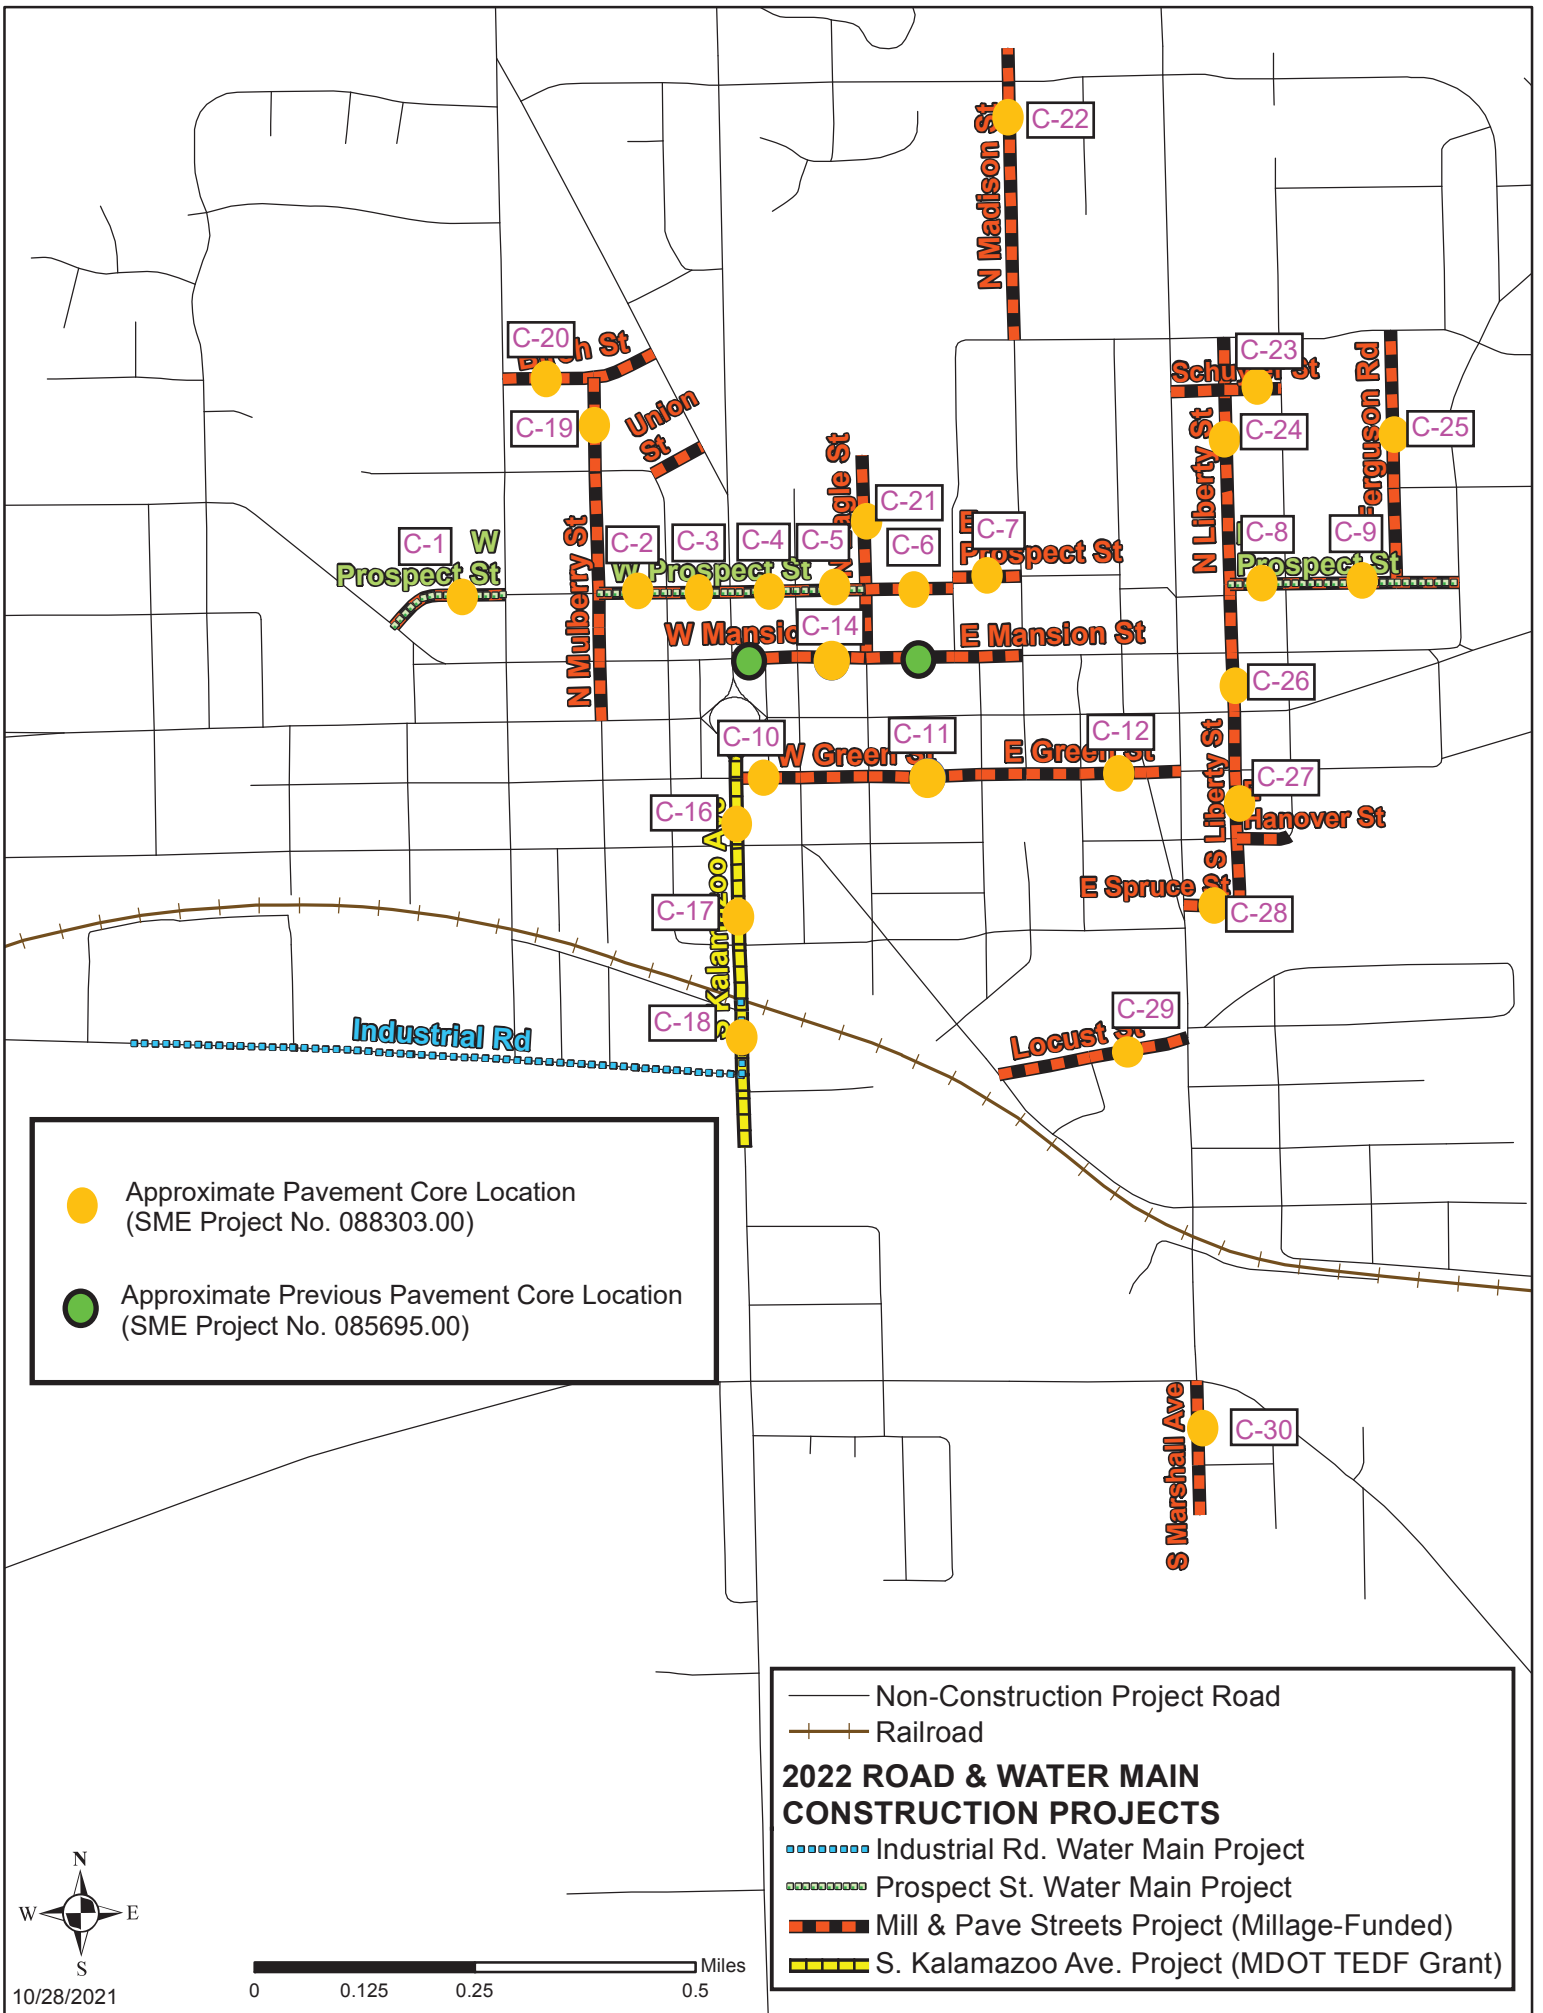 C-22
N Madison St
C-20
St
C-19
Union
St
C-23
St
N Liberty St
C-24
C-25
Ferguson Rd
St
C-21
C-1
W
Prospect St
N Mulberry St
C-2
C-3
C-4
C-5
C-6
C-7
E
Prospect St
W Prospect St
C-8
C-9
Prospect St
W
C-14
E Mansion St
C-26
C-10
W Green St
C-11
E Green St
C-12
S Liberty St
C-27
Hanover St
C-16
S Kalamazoo Ave
C-17
E Spruce St
C-28
C-18
Industrial Rd
C-29
Locust St
Approximate Pavement Core Location
(SME Project No. 088303.00)
Approximate Previous Pavement Core Location
(SME Project No. 085695.00)
S Marshall Ave
C-30
Non-Construction Project Road
Railroad
2022 ROAD & WATER MAIN
CONSTRUCTION PROJECTS
Industrial Rd. Water Main Project
Prospect St. Water Main Project
Mill & Pave Streets Project (Millage-Funded)
S. Kalamazoo Ave. Project (MDOT TEDF Grant)
N
W E
S
Miles
0 0.125 0.25 0.5
10/28/2021